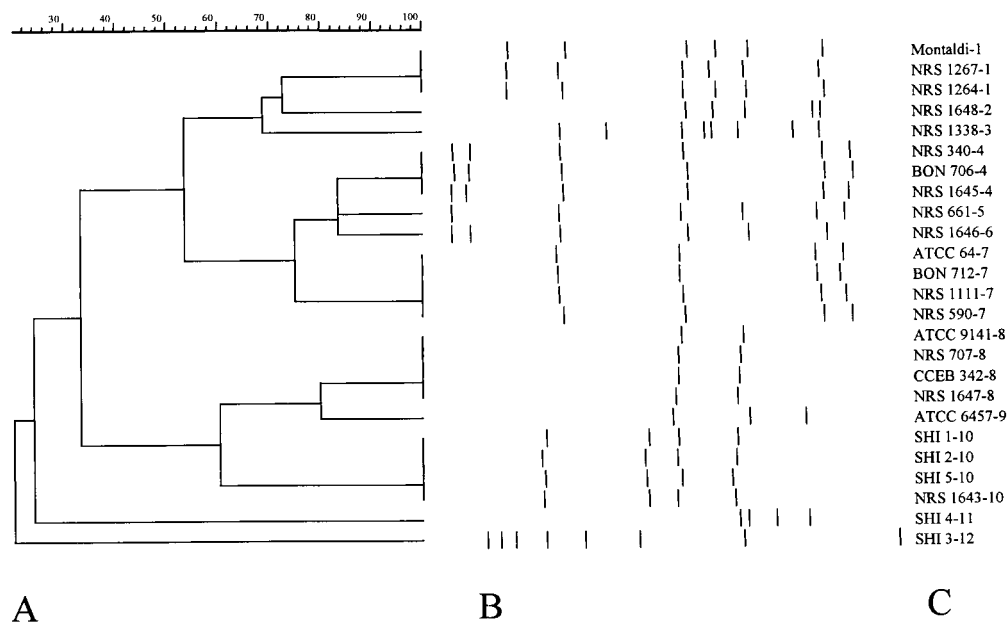 30 40 50 60 70 80 90 100
Montaldi-1
NRS 1267-1
NRS 1264-1
NRS 1648-2
NRS 1338-3
NRS 340-4
BON 706-4
NRS 1645-4
NRS 661-5
NRS 1646-6
ATCC 64-7
BON 712-7
NRS 1111-7
NRS 590-7
ATCC 9141-8
NRS 707-8
CCEB 342-8
NRS 1647-8
ATCC 6457-9
SHI 1-10
SHI 2-10
SHI 5-10
NRS 1643-10
SHI 4-11
SHI 3-12
A B C